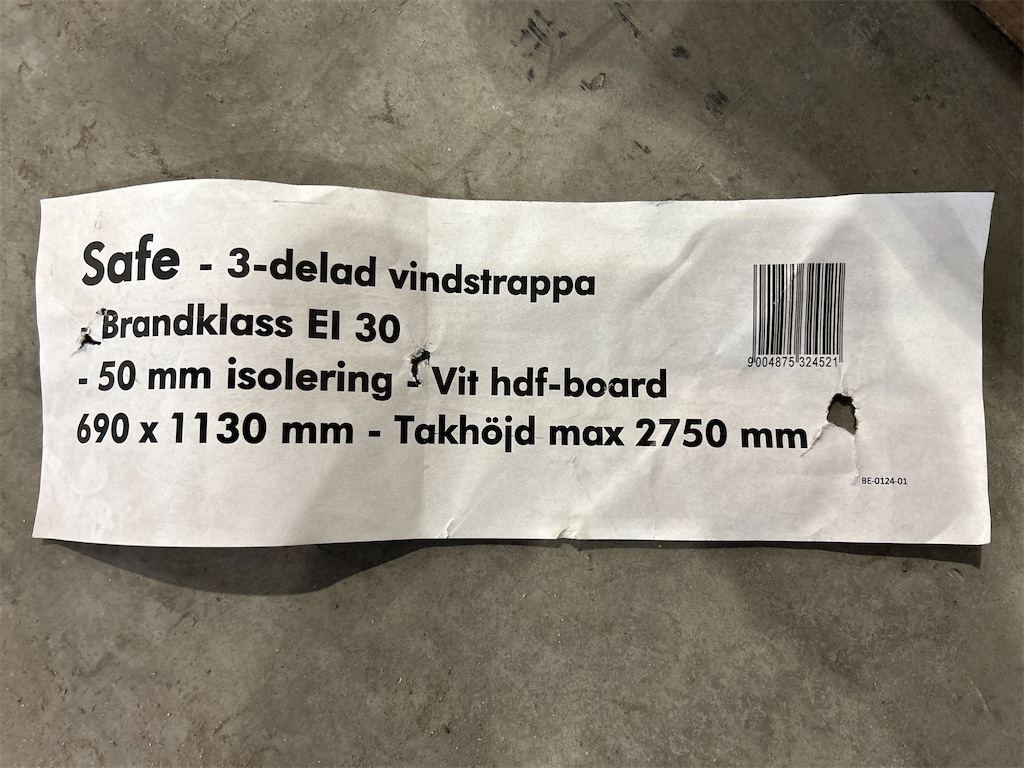 Safe - 3-delad vindstrappa
- Brandklass EI 30
- 50 mm isolering - Vit hdf-board
690 x 1130 mm - Takhöjd max 2750 mm
9 004875 324521
BE-0124-01